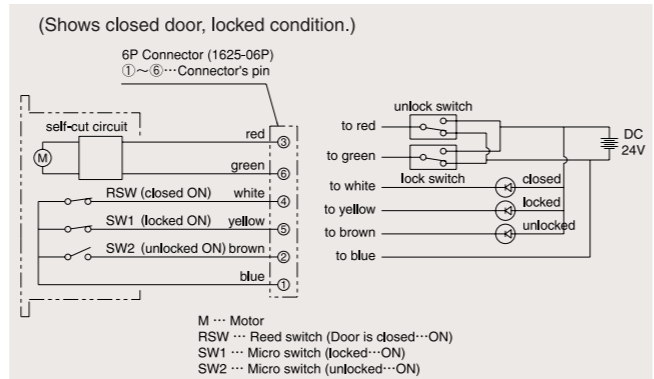 (Shows closed door, locked condition.)
6P Connector (1625-06P)
①～⑥⋯Connector's pin
self-cut circuit
M
red
③
green
⑥
RSW (closed ON) white
④
SW1 (locked ON) yellow
⑤
SW2 (unlocked ON) brown
②
blue
①
unlock switch
to red
to green
lock switch
DC
24V
to white
closed
to yellow
locked
to brown
unlocked
to blue
M ⋯ Motor
RSW ⋯ Reed switch (Door is closed⋯ON)
SW1 ⋯ Micro switch (locked⋯ON)
SW2 ⋯ Micro switch (unlocked⋯ON)